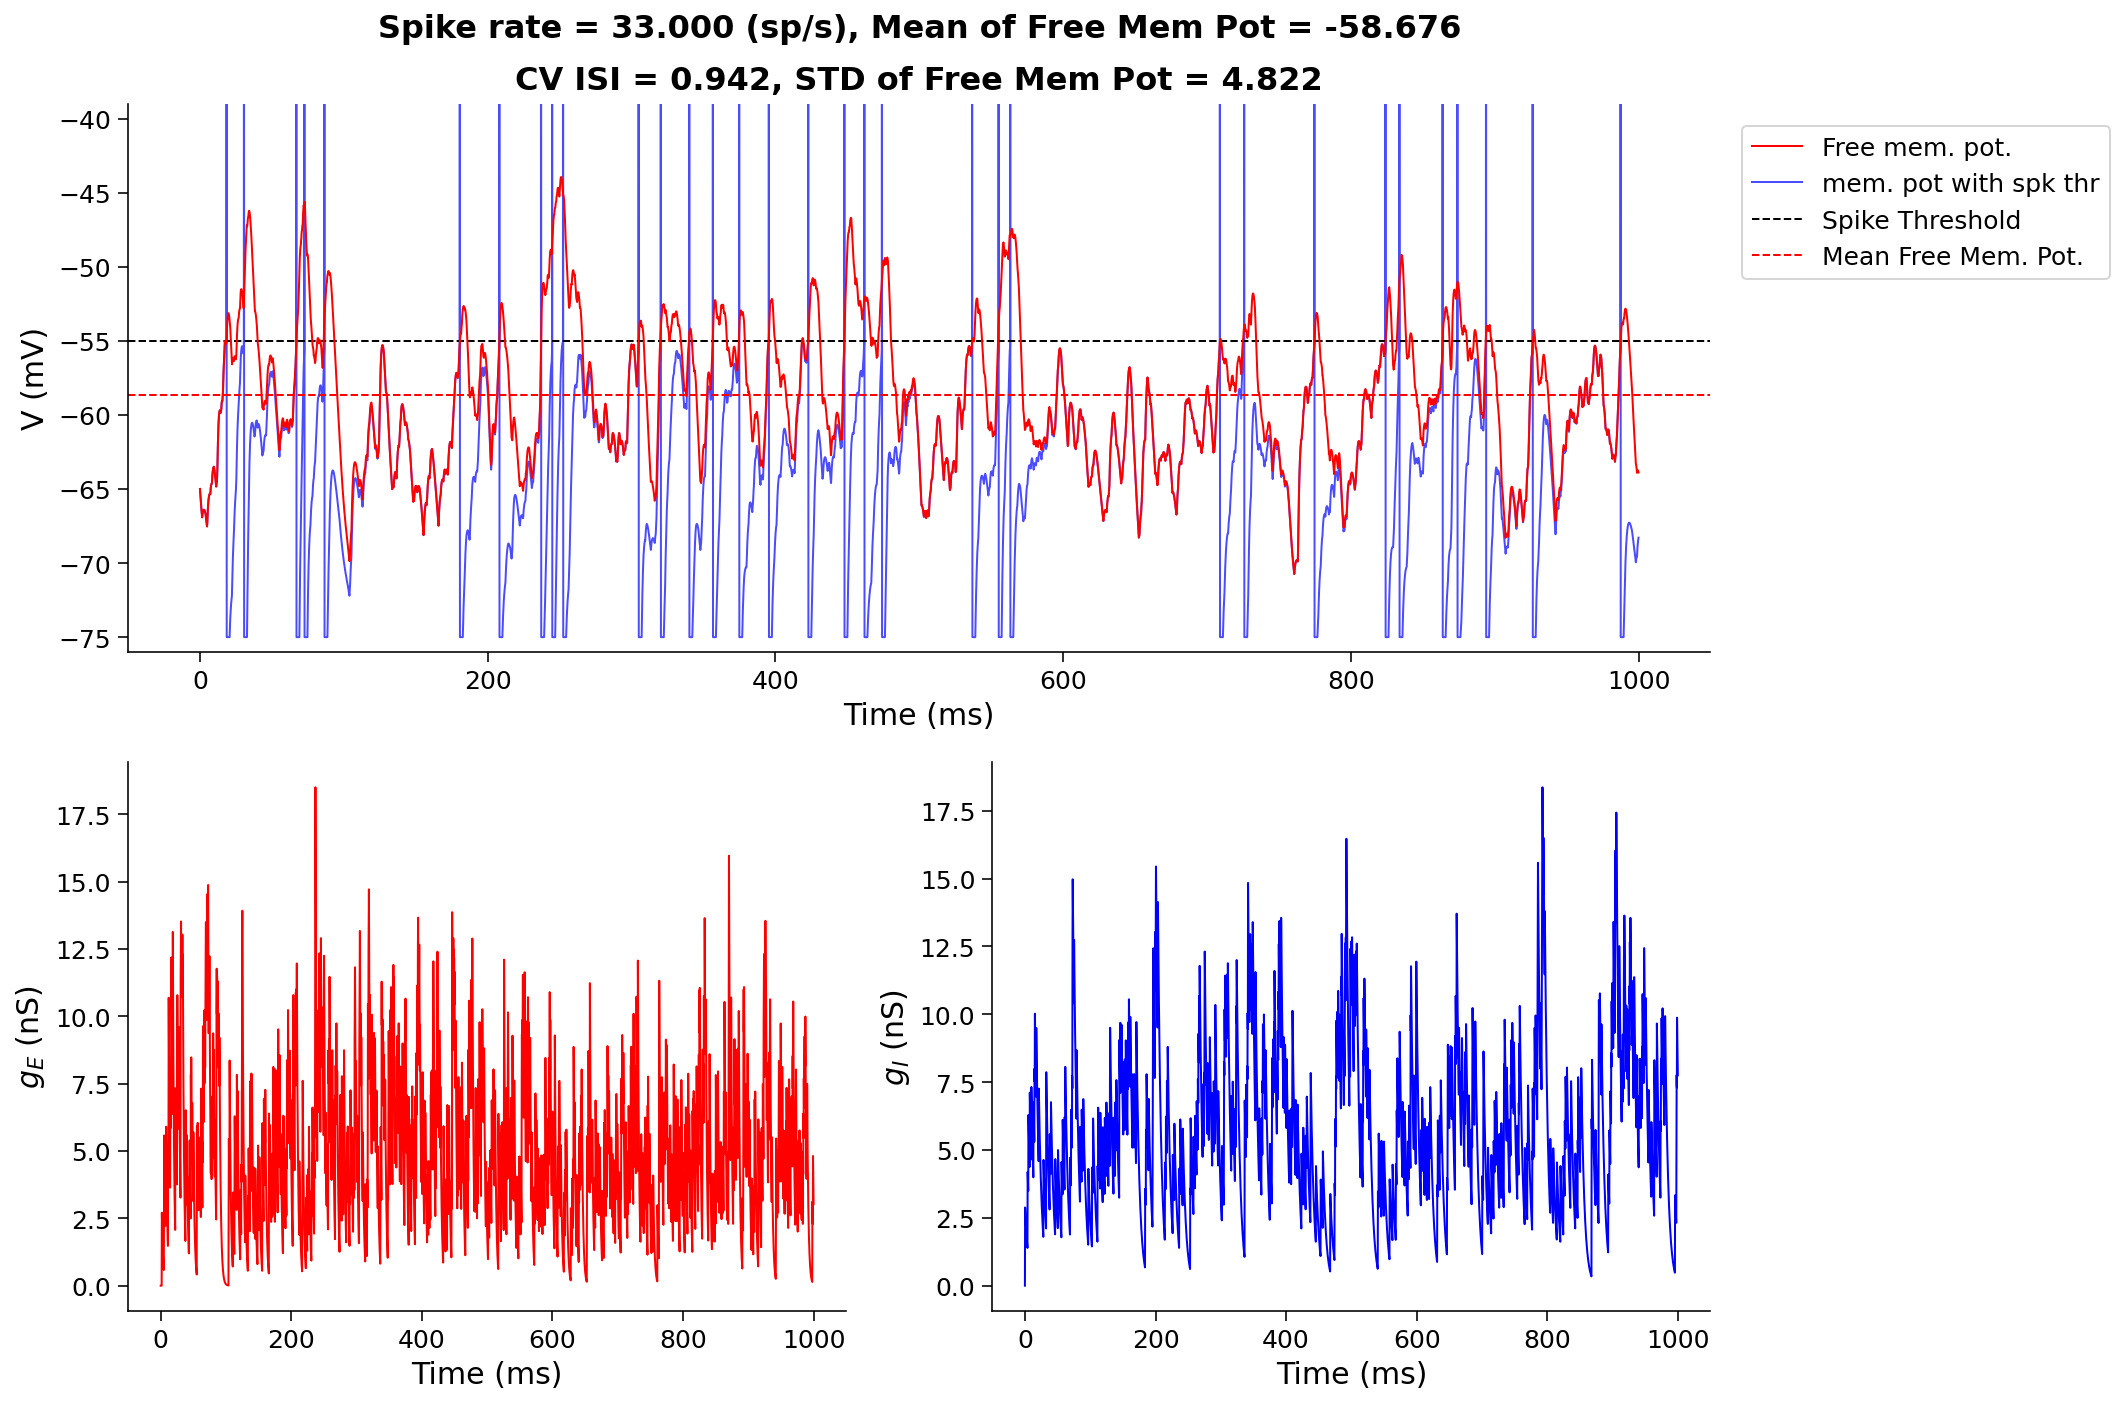 Spike rate = 33.000 (sp/s), Mean of Free Mem Pot = -58.676
CV ISI = 0.942, STD of Free Mem Pot = 4.822
−40
−45
−50
−55
−60
−65
−70
−75
V (mV)
0 200 400 600 800 1000
Time (ms)
Free mem. pot.
mem. pot with spk thr
Spike Threshold
Mean Free Mem. Pot.
17.5
15.0
12.5
10.0
7.5
5.0
2.5
0.0
g_E (nS)
0 200 400 600 800 1000
Time (ms)
17.5
15.0
12.5
10.0
7.5
5.0
2.5
0.0
g_I (nS)
0 200 400 600 800 1000
Time (ms)